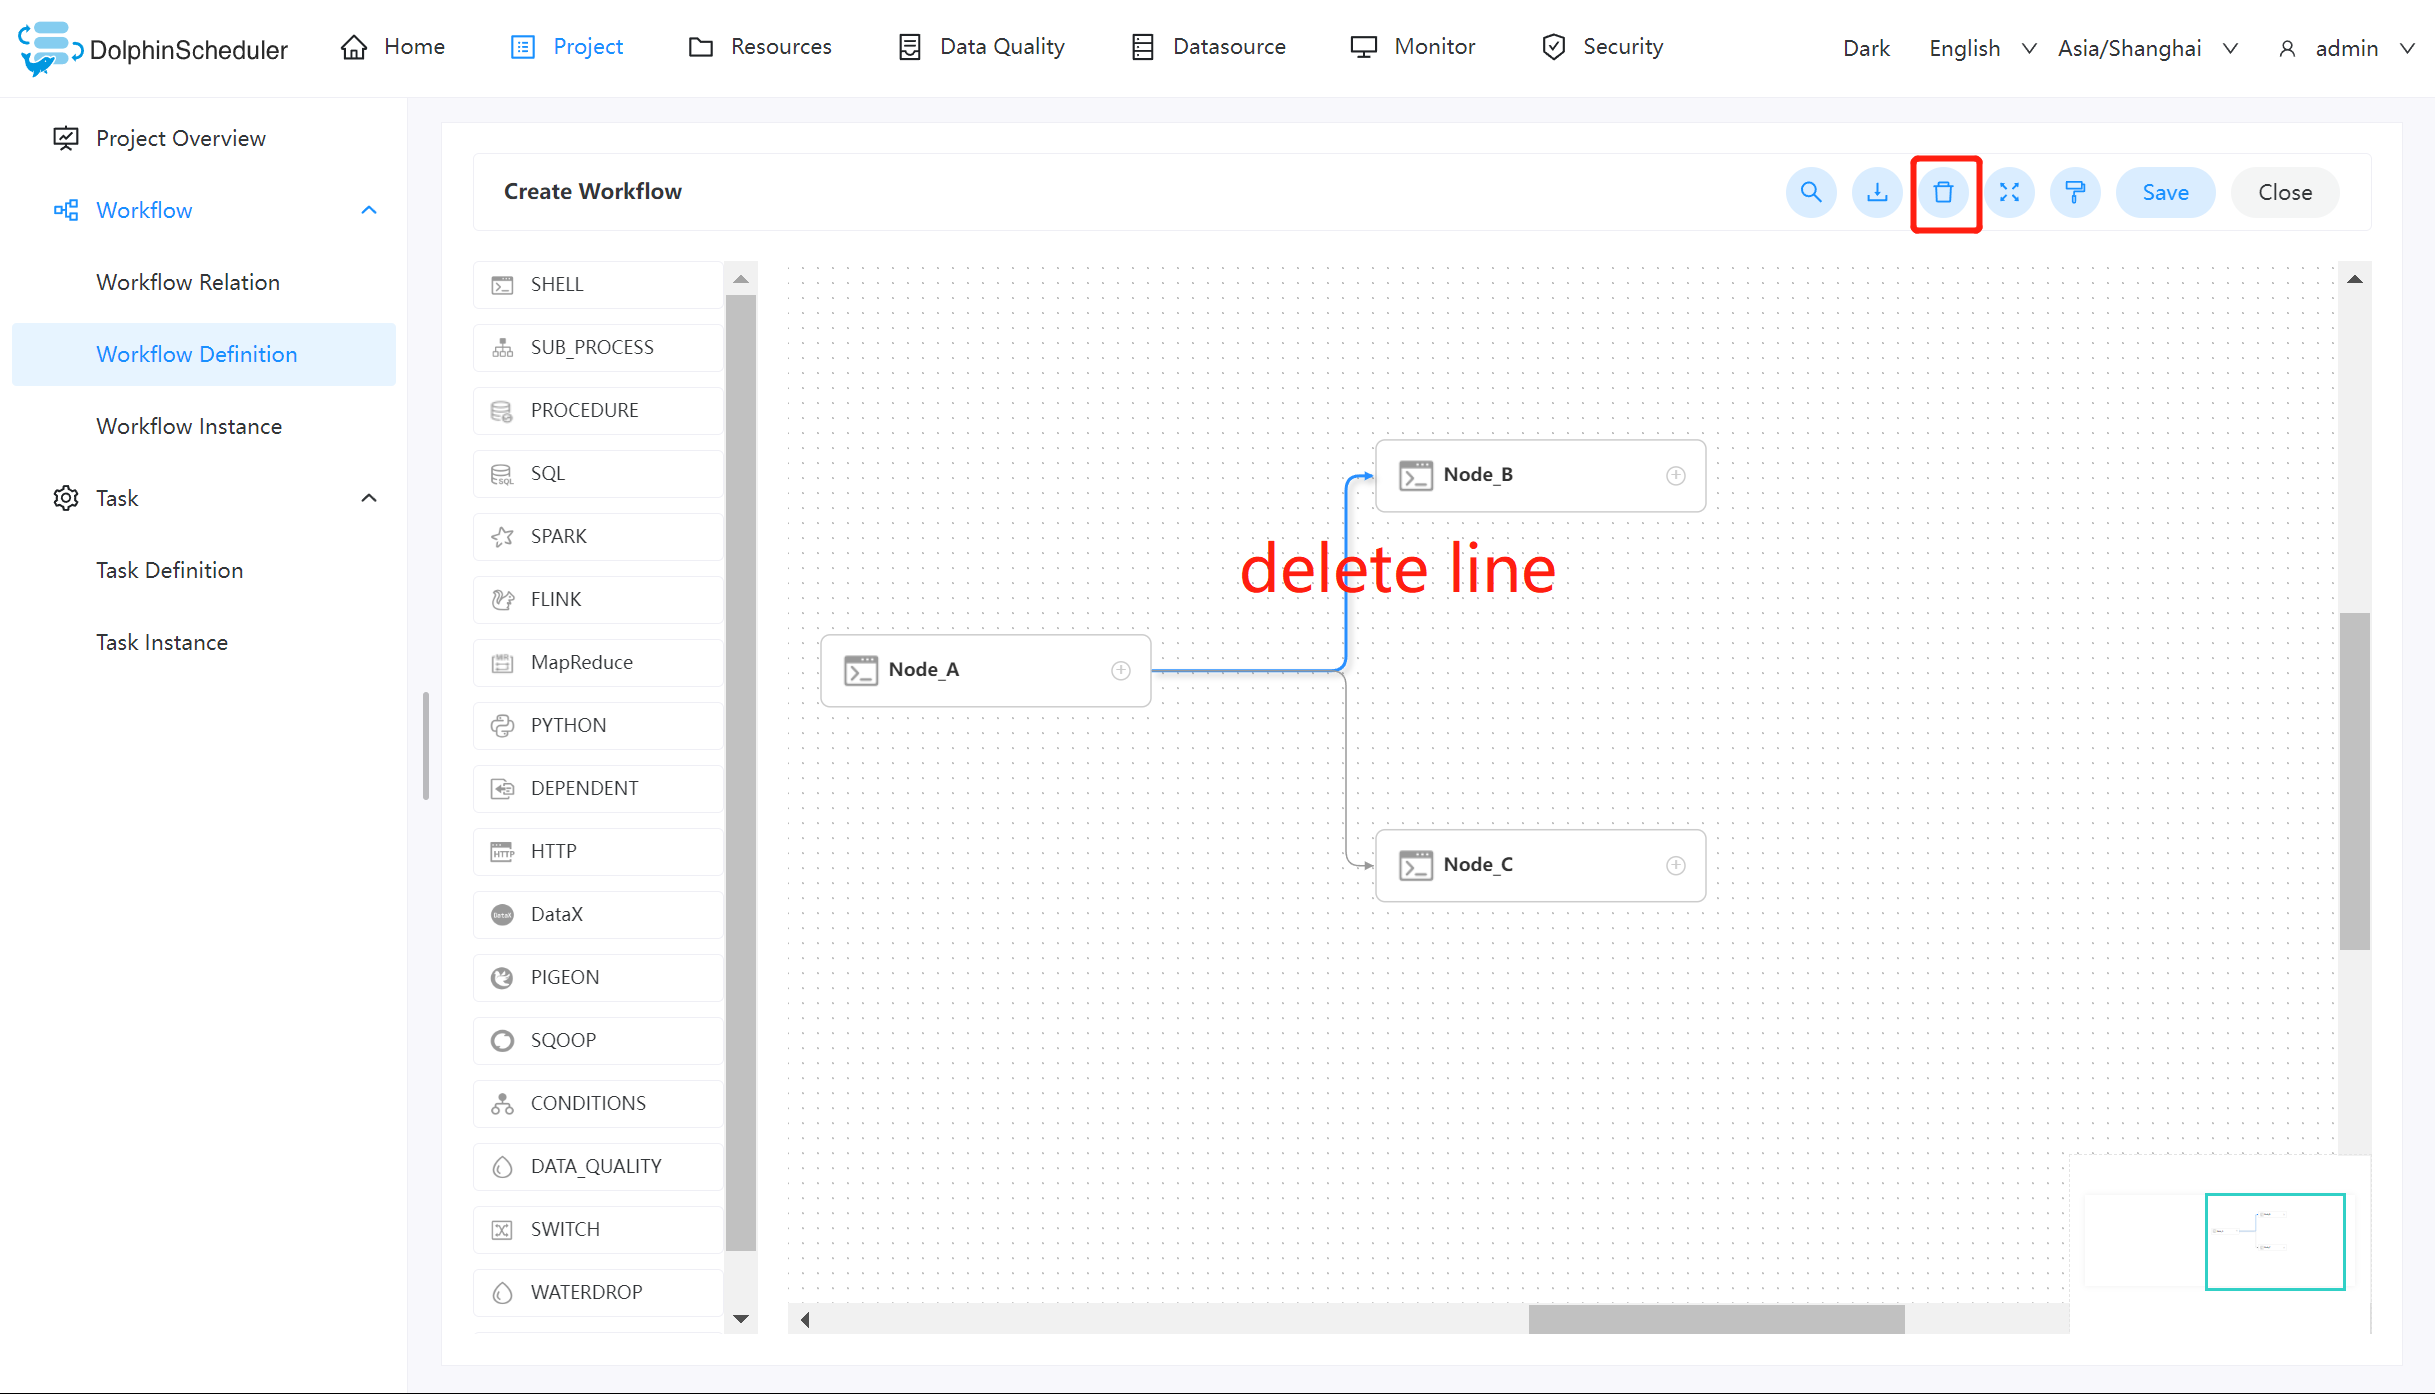 DolphinScheduler
Home
Project
Resources
Data Quality
Datasource
Monitor
Security
Dark
English
Asia/Shanghai
admin
Project Overview
Workflow
Workflow Relation
Workflow Definition
Workflow Instance
Task
Task Definition
Task Instance
Create Workflow
Save
Close
SHELL
SUB_PROCESS
PROCEDURE
SQL
SPARK
FLINK
MapReduce
PYTHON
DEPENDENT
HTTP
DataX
PIGEON
SQOOP
CONDITIONS
DATA_QUALITY
SWITCH
WATERDROP
Node_B
delete line
Node_A
Node_C